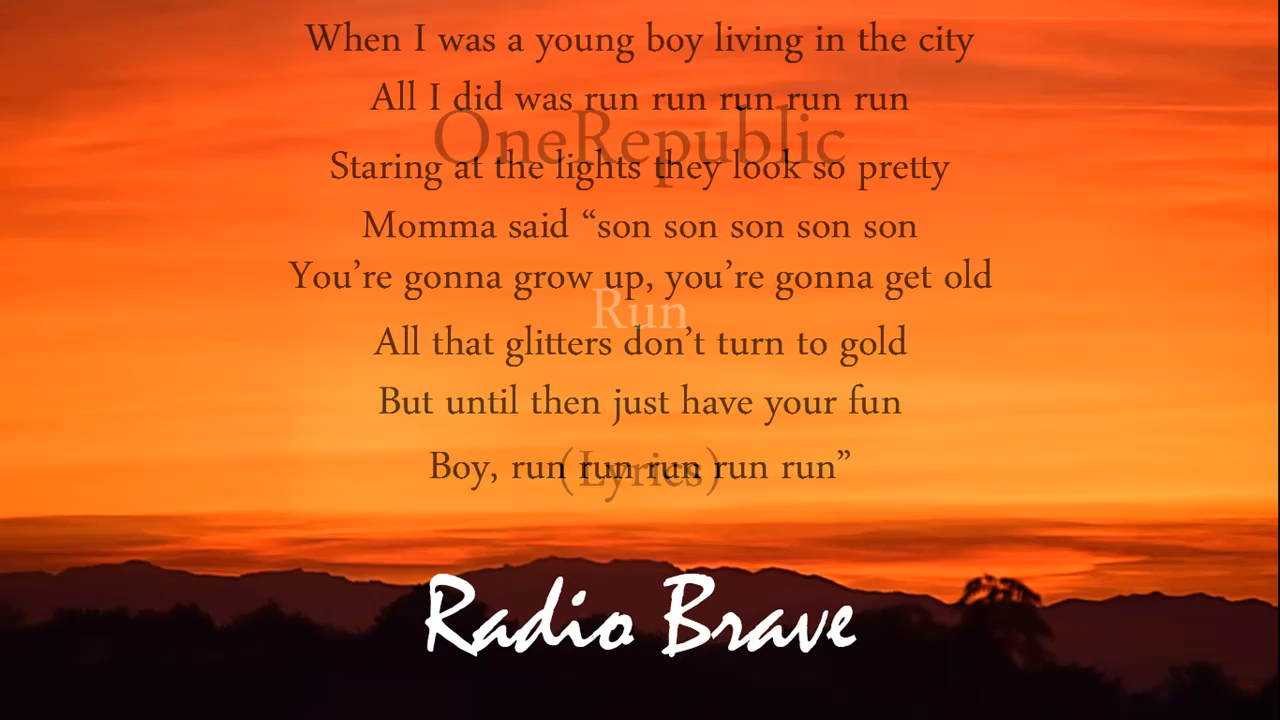 When I was a young boy living in the city
All I did was run run run run run
OneRepublic
Staring at the lights they look so pretty
Momma said “son son son son son
You’re gonna grow up, you’re gonna get old
Run
All that glitters don’t turn to gold
But until then just have your fun
Boy, run run run run run”
(Lyrics)
Radio Brave